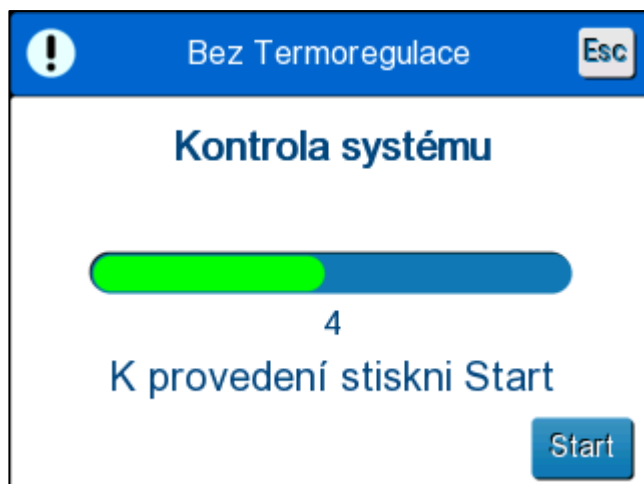 Bez Termoregulace
Esc
Kontrola systému
4
K provedení stiskni Start
Start